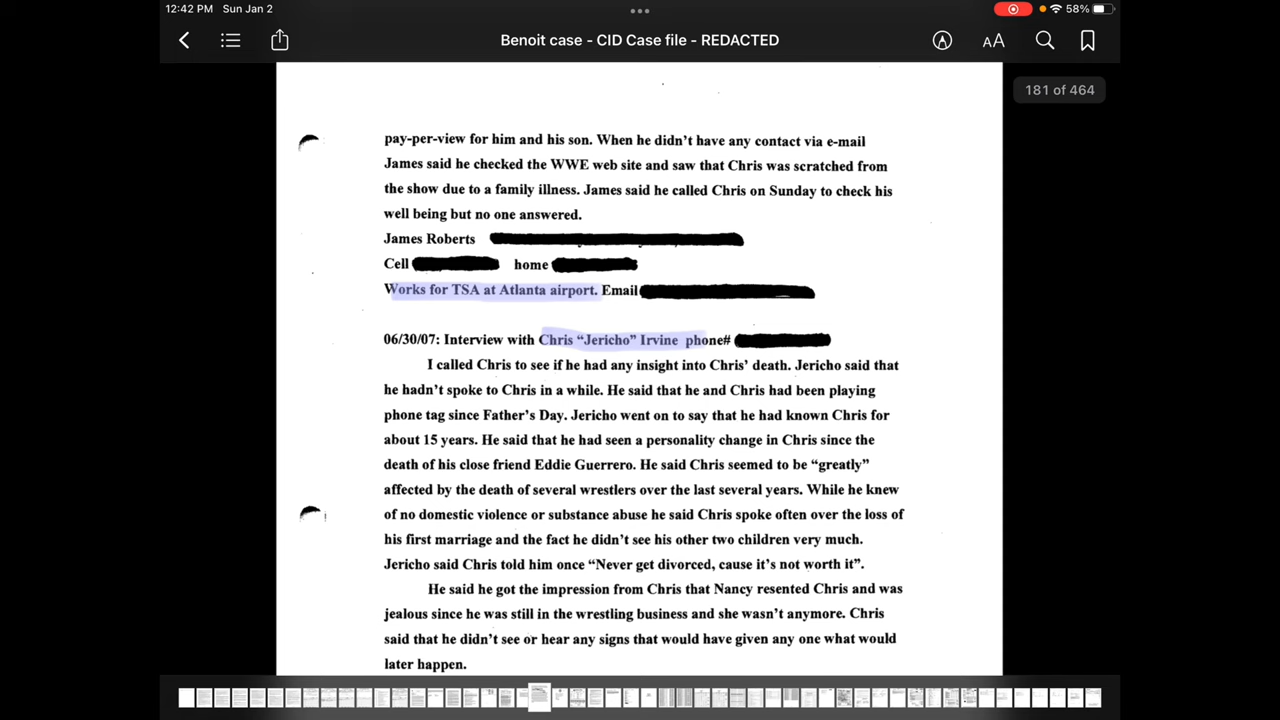 12:42 PM Sun Jan 2
58%
Benoit case - CID Case file - REDACTED
AA
181 of 464
pay-per-view for him and his son. When he didn't have any contact via e-mail
James said he checked the WWE web site and saw that Chris was scratched from
the show due to a family illness. James said he called Chris on Sunday to check his
well being but no one answered.
James Roberts
Cell home
Works for TSA at Atlanta airport. Email
06/30/07: Interview with Chris "Jericho" Irvine phone#
I called Chris to see if he had any insight into Chris' death. Jericho said that
he hadn't spoke to Chris in a while. He said that he and Chris had been playing
phone tag since Father's Day. Jericho went on to say that he had known Chris for
about 15 years. He said that he had seen a personality change in Chris since the
death of his close friend Eddie Guerrero. He said Chris seemed to be "greatly"
affected by the death of several wrestlers over the last several years. While he knew
of no domestic violence or substance abuse he said Chris spoke often over the loss of
his first marriage and the fact he didn't see his other two children very much.
Jericho said Chris told him once "Never get divorced, cause it's not worth it".
He said he got the impression from Chris that Nancy resented Chris and was
jealous since he was still in the wrestling business and she wasn't anymore. Chris
said that he didn't see or hear any signs that would have given any one what would
later happen.